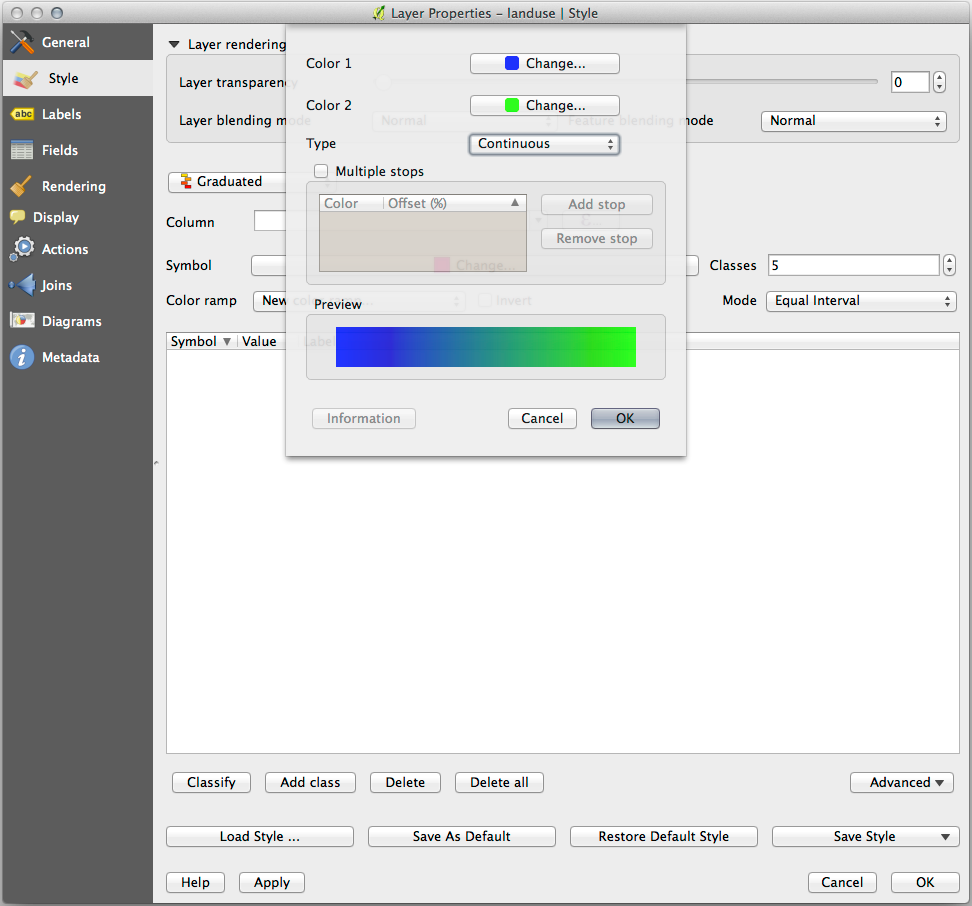 Layer Properties - landuse | Style
General
Style
abc Labels
Fields
Rendering
Display
Actions
Joins
Diagrams
Metadata
Layer rendering
Layer transparency
0
Layer blending mode
Normal
Feature blending mode
Normal
Color 1
Change...
Color 2
Change...
Type
Continuous
Multiple stops
Color
Offset (%)
Add stop
Remove stop
Preview
Information
Cancel
OK
Graduated
Column
Symbol
Change...
Classes
5
Color ramp
New
Invert
Mode
Equal Interval
Symbol
Value
Label
Classify
Add class
Delete
Delete all
Advanced
Load Style ...
Save As Default
Restore Default Style
Save Style
Help
Apply
Cancel
OK